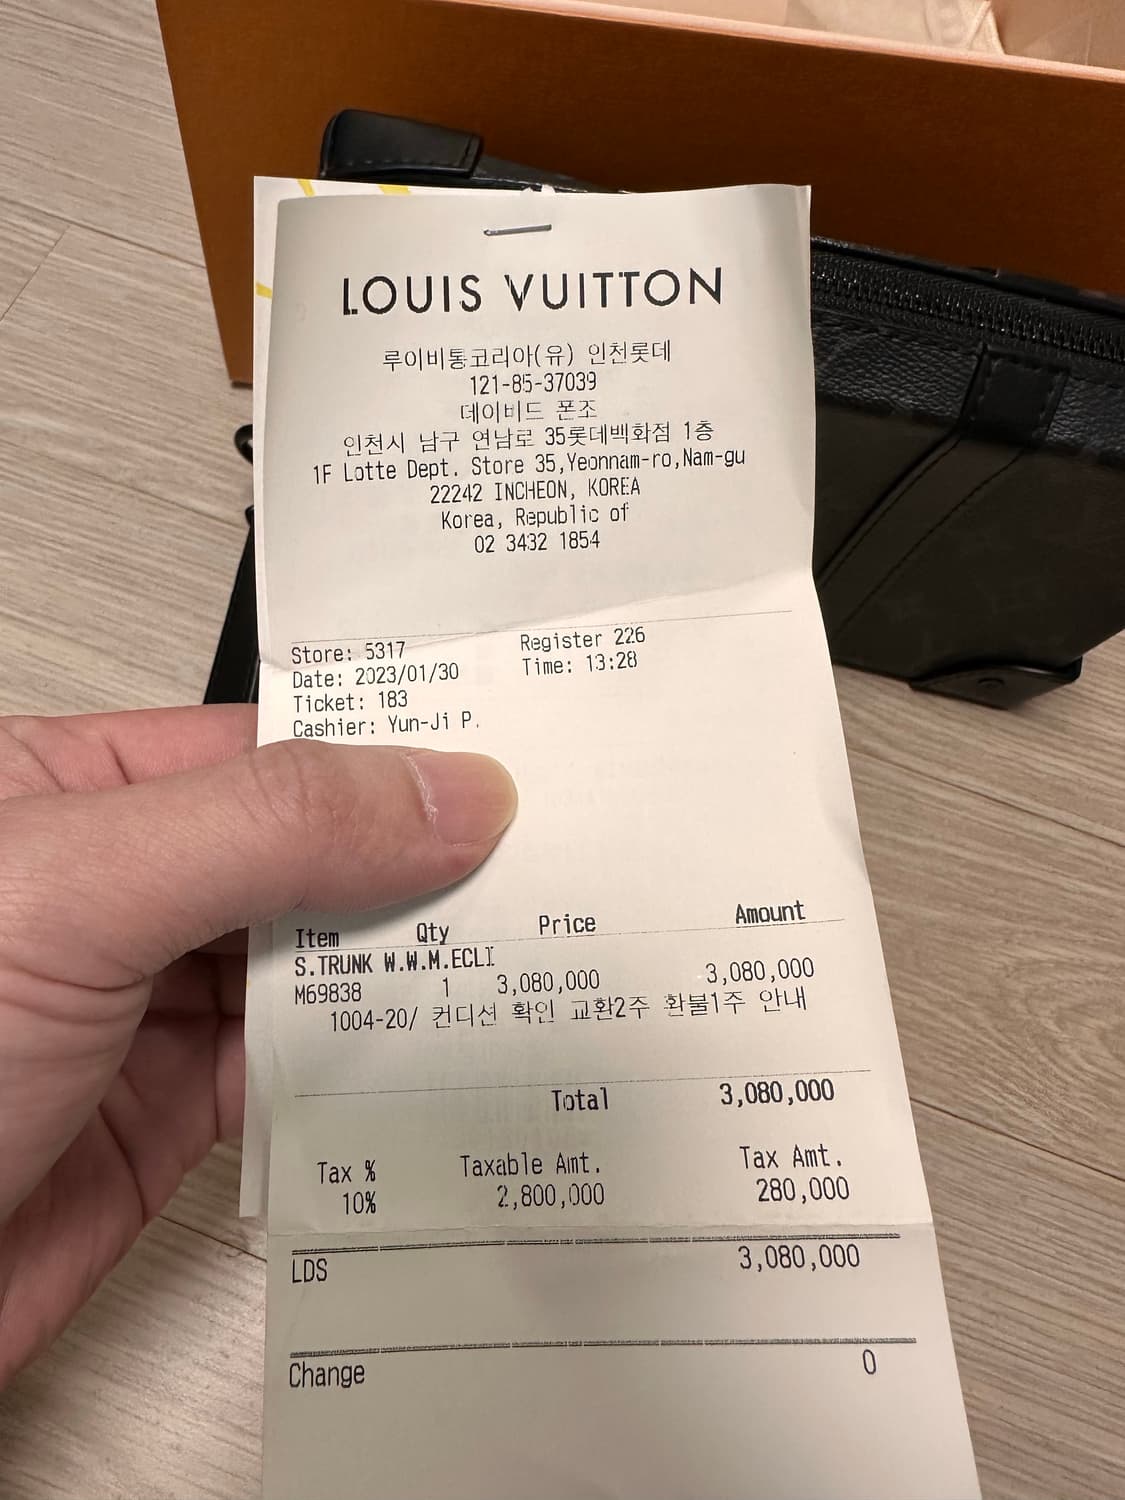 LOUIS VUITTON
루이비통코리아(유) 인천롯데
121-85-37039
데이비드 폰조
인천시 남구 연남로 35롯데백화점 1층
1F Lotte Dept. Store 35,Yeonnam-ro,Nam-gu
22242 INCHEON, KOREA
Korea, Republic of
02 3432 1854
Store: 5317 Register 226
Date: 2023/01/30 Time: 13:28
Ticket: 183
Cashier: Yun-Ji P.
Item Qty Price Amount
S.TRUNK W.W.M.ECLI
M69838 1 3,080,000 3,080,000
1004-20/ 컨디션 확인 교환2주 환불1주 안내
Total 3,080,000
Tax % Taxable Amt. Tax Amt.
10% 2,800,000 280,000
LDS 3,080,000
Change 0